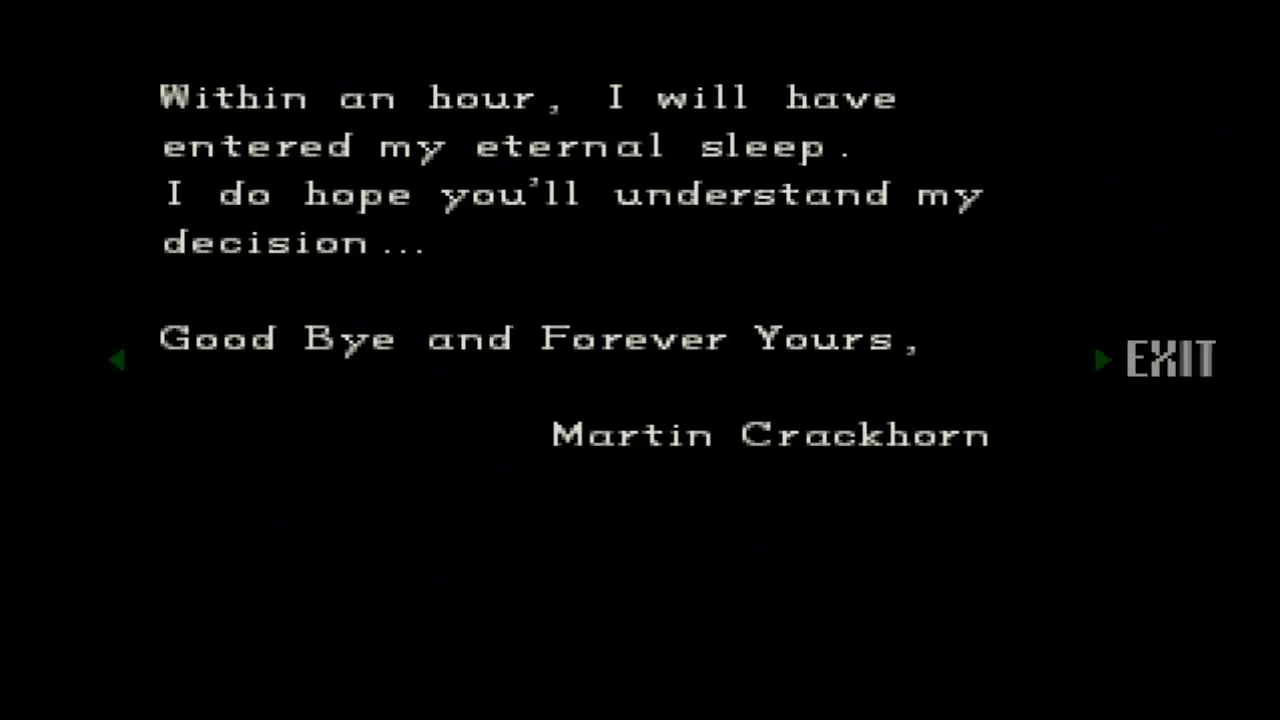 Within an hour, I will have
entered my eternal sleep.
I do hope you'll understand my
decision...
Good Bye and Forever Yours,
EXIT
Martin Crackhorn